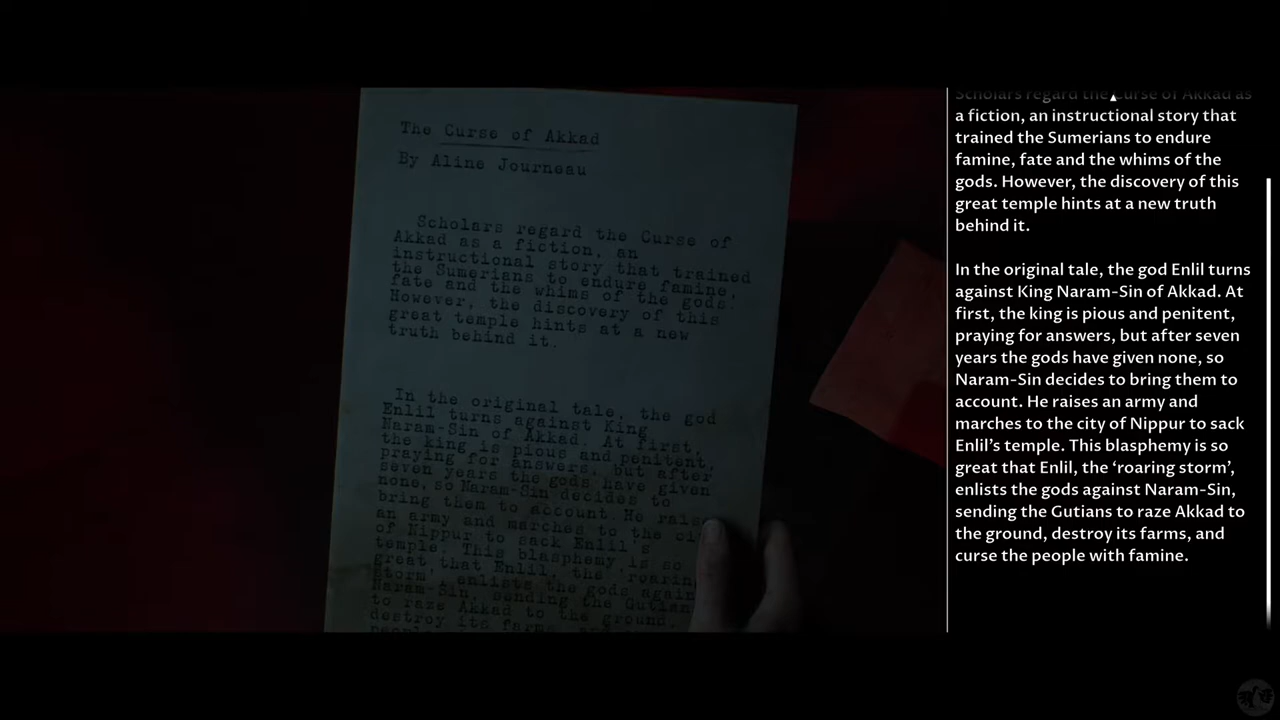 The Curse of Akkad
By Aline Journeau
Scholars regard the Curse of
Akkad as a fiction, an
instructional story that trained
the Sumerians to endure famine,
fate and the whims of the gods.
However, the discovery of this
great temple hints at a new
truth behind it.
In the original tale, the god
Enlil turns against King
Naram-Sin of Akkad. At first,
the king is pious and penitent,
praying for answers, but after
seven years the gods have given
none, so Naram-Sin decides to
bring them to account. He rais
an army and marches to the ci
of Nippur to sack Enlil's
temple. This blasphemy is so
great that Enlil, the 'roaring
storm', enlists the gods again
Naram-Sin, sending the Gutian
to raze Akkad to the ground,
destroy its farms, and
Scholars regard the Curse of Akkad as
a fiction, an instructional story that
trained the Sumerians to endure
famine, fate and the whims of the
gods. However, the discovery of this
great temple hints at a new truth
behind it.
In the original tale, the god Enlil turns
against King Naram-Sin of Akkad. At
first, the king is pious and penitent,
praying for answers, but after seven
years the gods have given none, so
Naram-Sin decides to bring them to
account. He raises an army and
marches to the city of Nippur to sack
Enlil's temple. This blasphemy is so
great that Enlil, the 'roaring storm',
enlists the gods against Naram-Sin,
sending the Gutians to raze Akkad to
the ground, destroy its farms, and
curse the people with famine.